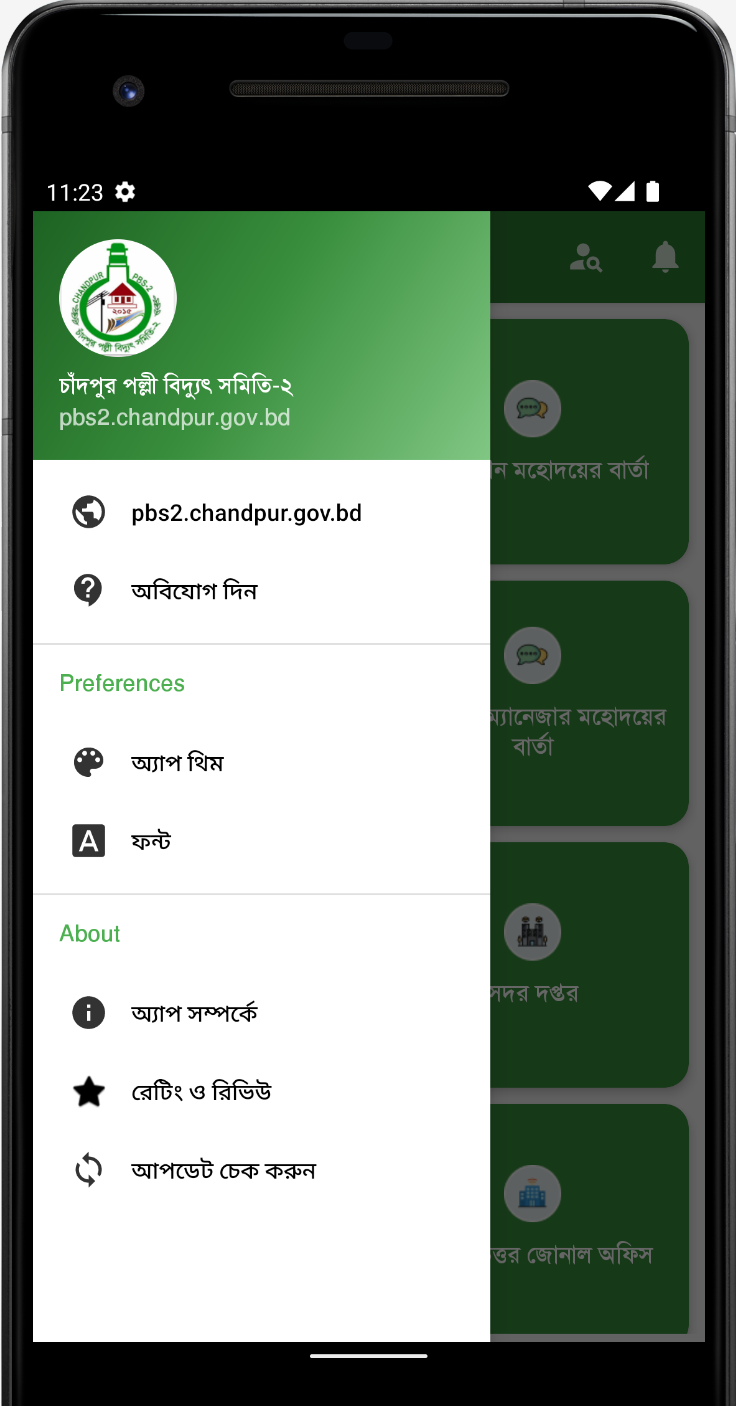 11:23
CHANDPUR PBS-2
২০১৫
চাঁদপুর পল্লী বিদ্যুৎ সমিতি-২
চাঁদপুর পল্লী বিদ্যুৎ সমিতি-২
pbs2.chandpur.gov.bd
pbs2.chandpur.gov.bd
অবিযোগ দিন
Preferences
অ্যাপ থিম
ফন্ট
About
অ্যাপ সম্পর্কে
রেটিং ও রিভিউ
আপডেট চেক করুন
মহোদয়ের বার্তা
ম্যানেজার মহোদয়ের
বার্তা
সদর দপ্তর
জোনাল অফিস